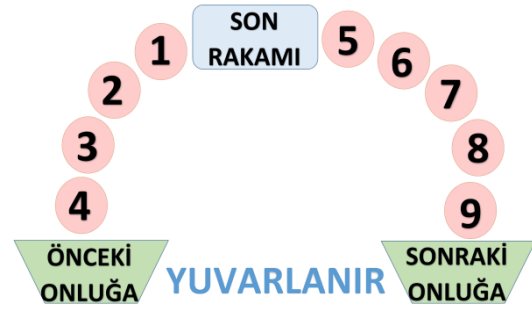 SON
RAKAMI
1
2
3
4
5
6
7
8
9
ÖNCEKİ
ONLUĞA
YUVARLANIR
SONRAKİ
ONLUĞA